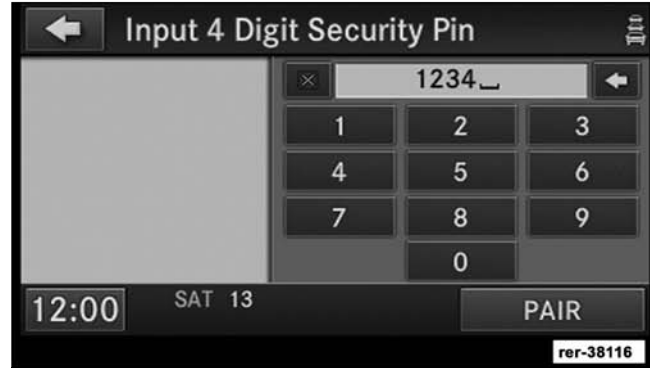 Input 4 Digit Security Pin
1234_
1 2 3
4 5 6
7 8 9
0
12:00 SAT 13 PAIR
rer-38116